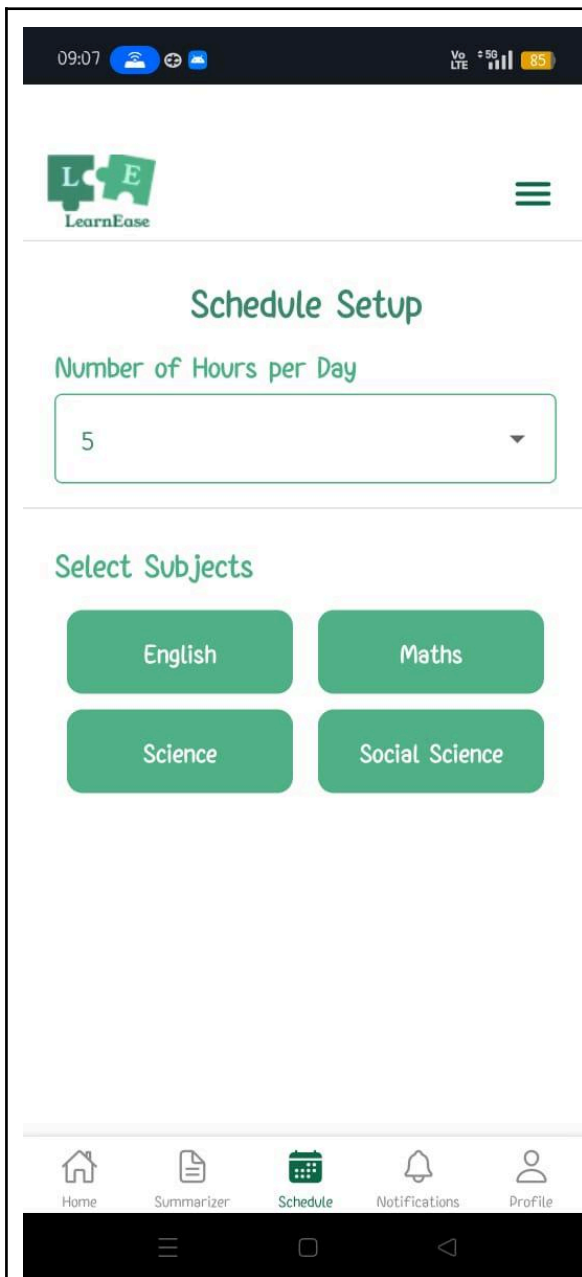 09:07
Vo LTE 5G 85
L E
LearnEase
Schedule Setup
Number of Hours per Day
5
Select Subjects
English Maths
Science Social Science
Home Summarizer Schedule Notifications Profile